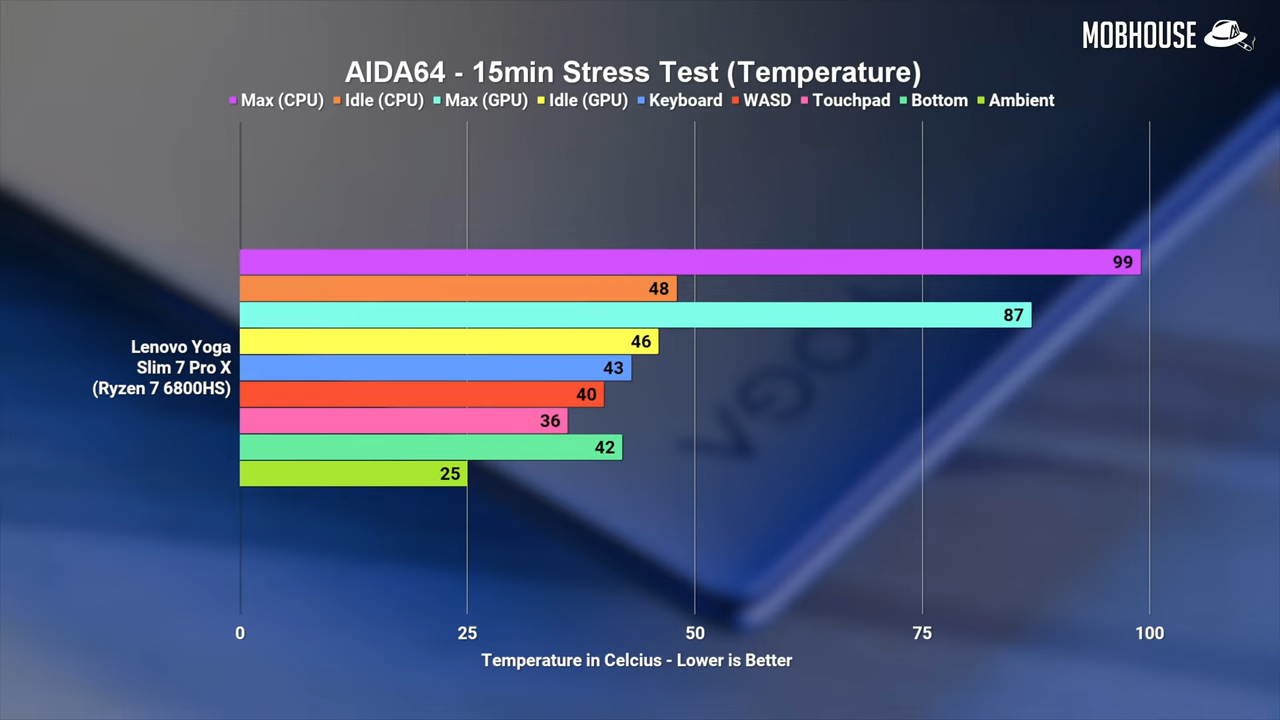 MOBHOUSE
AIDA64 - 15min Stress Test (Temperature)
Max (CPU) Idle (CPU) Max (GPU) Idle (GPU) Keyboard WASD Touchpad Bottom Ambient
99
48
87
46
Lenovo Yoga
Slim 7 Pro X
(Ryzen 7 6800HS)
43
40
36
42
25
0 25 50 75 100
Temperature in Celcius - Lower is Better
YOGA